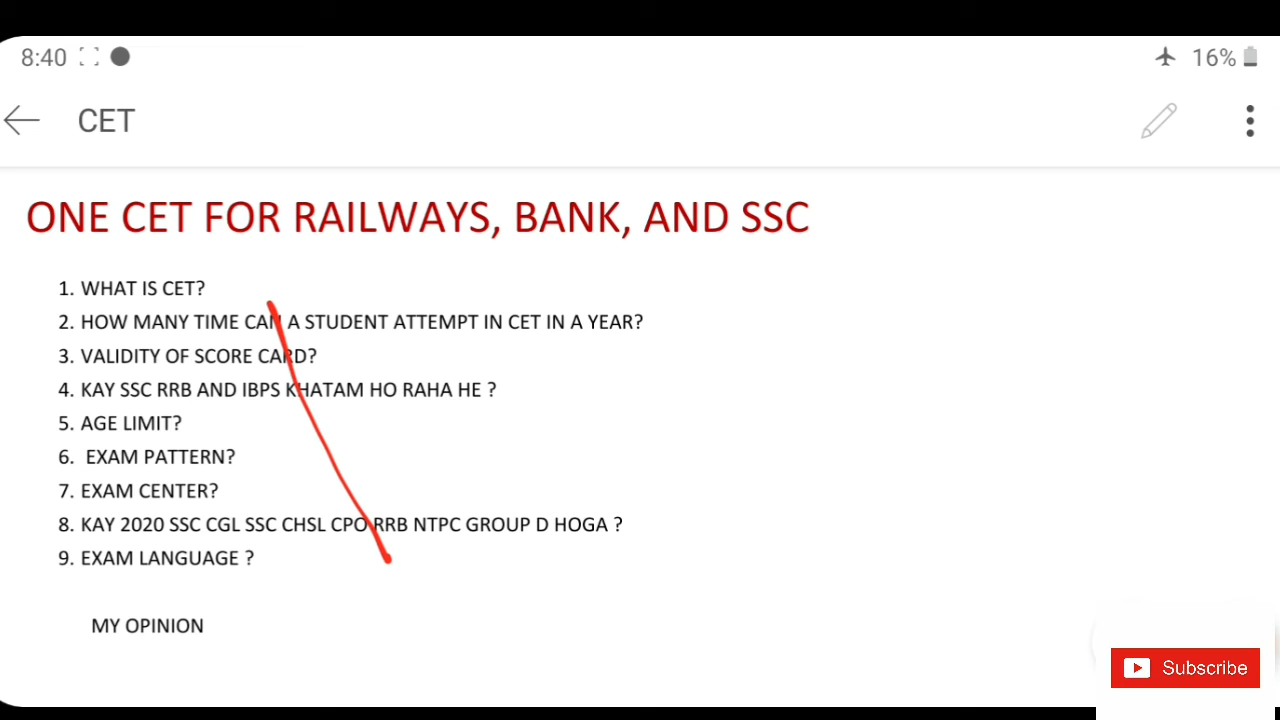 8:40
16%
CET
ONE CET FOR RAILWAYS, BANK, AND SSC
1. WHAT IS CET?
2. HOW MANY TIME CAN A STUDENT ATTEMPT IN CET IN A YEAR?
3. VALIDITY OF SCORE CARD?
4. KAY SSC RRB AND IBPS KHATAM HO RAHA HE ?
5. AGE LIMIT?
6. EXAM PATTERN?
7. EXAM CENTER?
8. KAY 2020 SSC CGL SSC CHSL CPO RRB NTPC GROUP D HOGA ?
9. EXAM LANGUAGE ?
MY OPINION
Subscribe